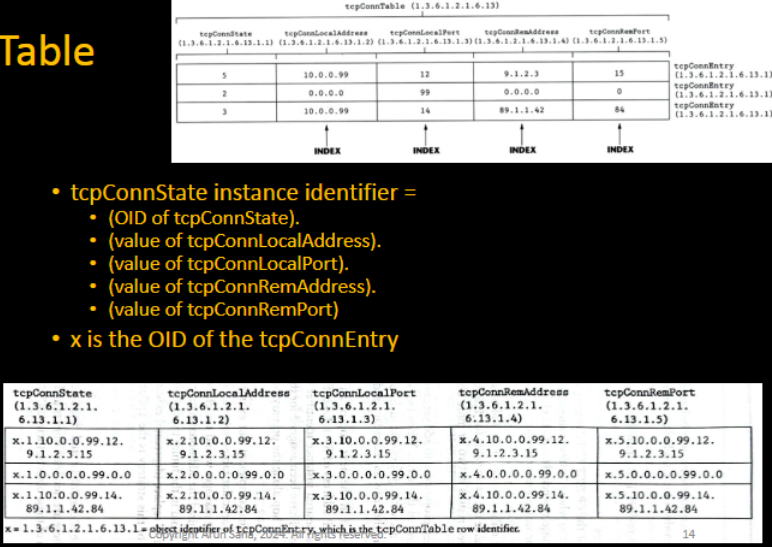 Table
tcpConnTable (1.3.6.1.2.1.6.13)
tcpConnState tcpConnLocalAddress tcpConnLocalPort tcpConnRemAddress tcpConnRemPort
(1.3.6.1.2.1.6.13.1.1) (1.3.6.1.2.1.6.13.1.2) (1.3.6.1.2.1.6.13.1.3) (1.3.6.1.2.1.6.13.1.4) (1.3.6.1.2.1.6.13.1.5)
5 10.0.0.99 12 9.1.2.3 15
tcpConnEntry
(1.3.6.1.2.1.6.13.1)
2 0.0.0.0 99 0.0.0.0 0
tcpConnEntry
(1.3.6.1.2.1.6.13.1)
3 10.0.0.99 14 89.1.1.42 84
tcpConnEntry
(1.3.6.1.2.1.6.13.1)
INDEX INDEX INDEX INDEX
• tcpConnState instance identifier =
• (OID of tcpConnState).
• (value of tcpConnLocalAddress).
• (value of tcpConnLocalPort).
• (value of tcpConnRemAddress).
• (value of tcpConnRemPort)
• x is the OID of the tcpConnEntry
tcpConnState tcpConnLocalAddress tcpConnLocalPort tcpConnRemAddress tcpConnRemPort
(1.3.6.1.2.1. (1.3.6.1.2.1. (1.3.6.1.2.1. (1.3.6.1.2.1. (1.3.6.1.2.1.
6.13.1.1) 6.13.1.2) 6.13.1.3) 6.13.1.4) 6.13.1.5)
x.1.10.0.0.99.12. x.2.10.0.0.99.12. x.3.10.0.0.99.12. x.4.10.0.0.99.12. x.5.10.0.0.99.12.
9.1.2.3.15 9.1.2.3.15 9.1.2.3.15 9.1.2.3.15 9.1.2.3.15
x.1.0.0.0.0.99.0.0 x.2.0.0.0.0.99.0.0 x.3.0.0.0.0.99.0.0 x.4.0.0.0.0.99.0.0 x.5.0.0.0.0.99.0.0
x.1.10.0.0.99.14. x.2.10.0.0.99.14. x.3.10.0.0.99.14. x.4.10.0.0.99.14. x.5.10.0.0.99.14.
89.1.1.42.84 89.1.1.42.84 89.1.1.42.84 89.1.1.42.84 89.1.1.42.84
x = 1.3.6.1.2.1.6.13.1 = object identifier of tcpConnEntry, which is the tcpConnTable row identifier.
Copyright Arun 2024. All rights reserved. 14